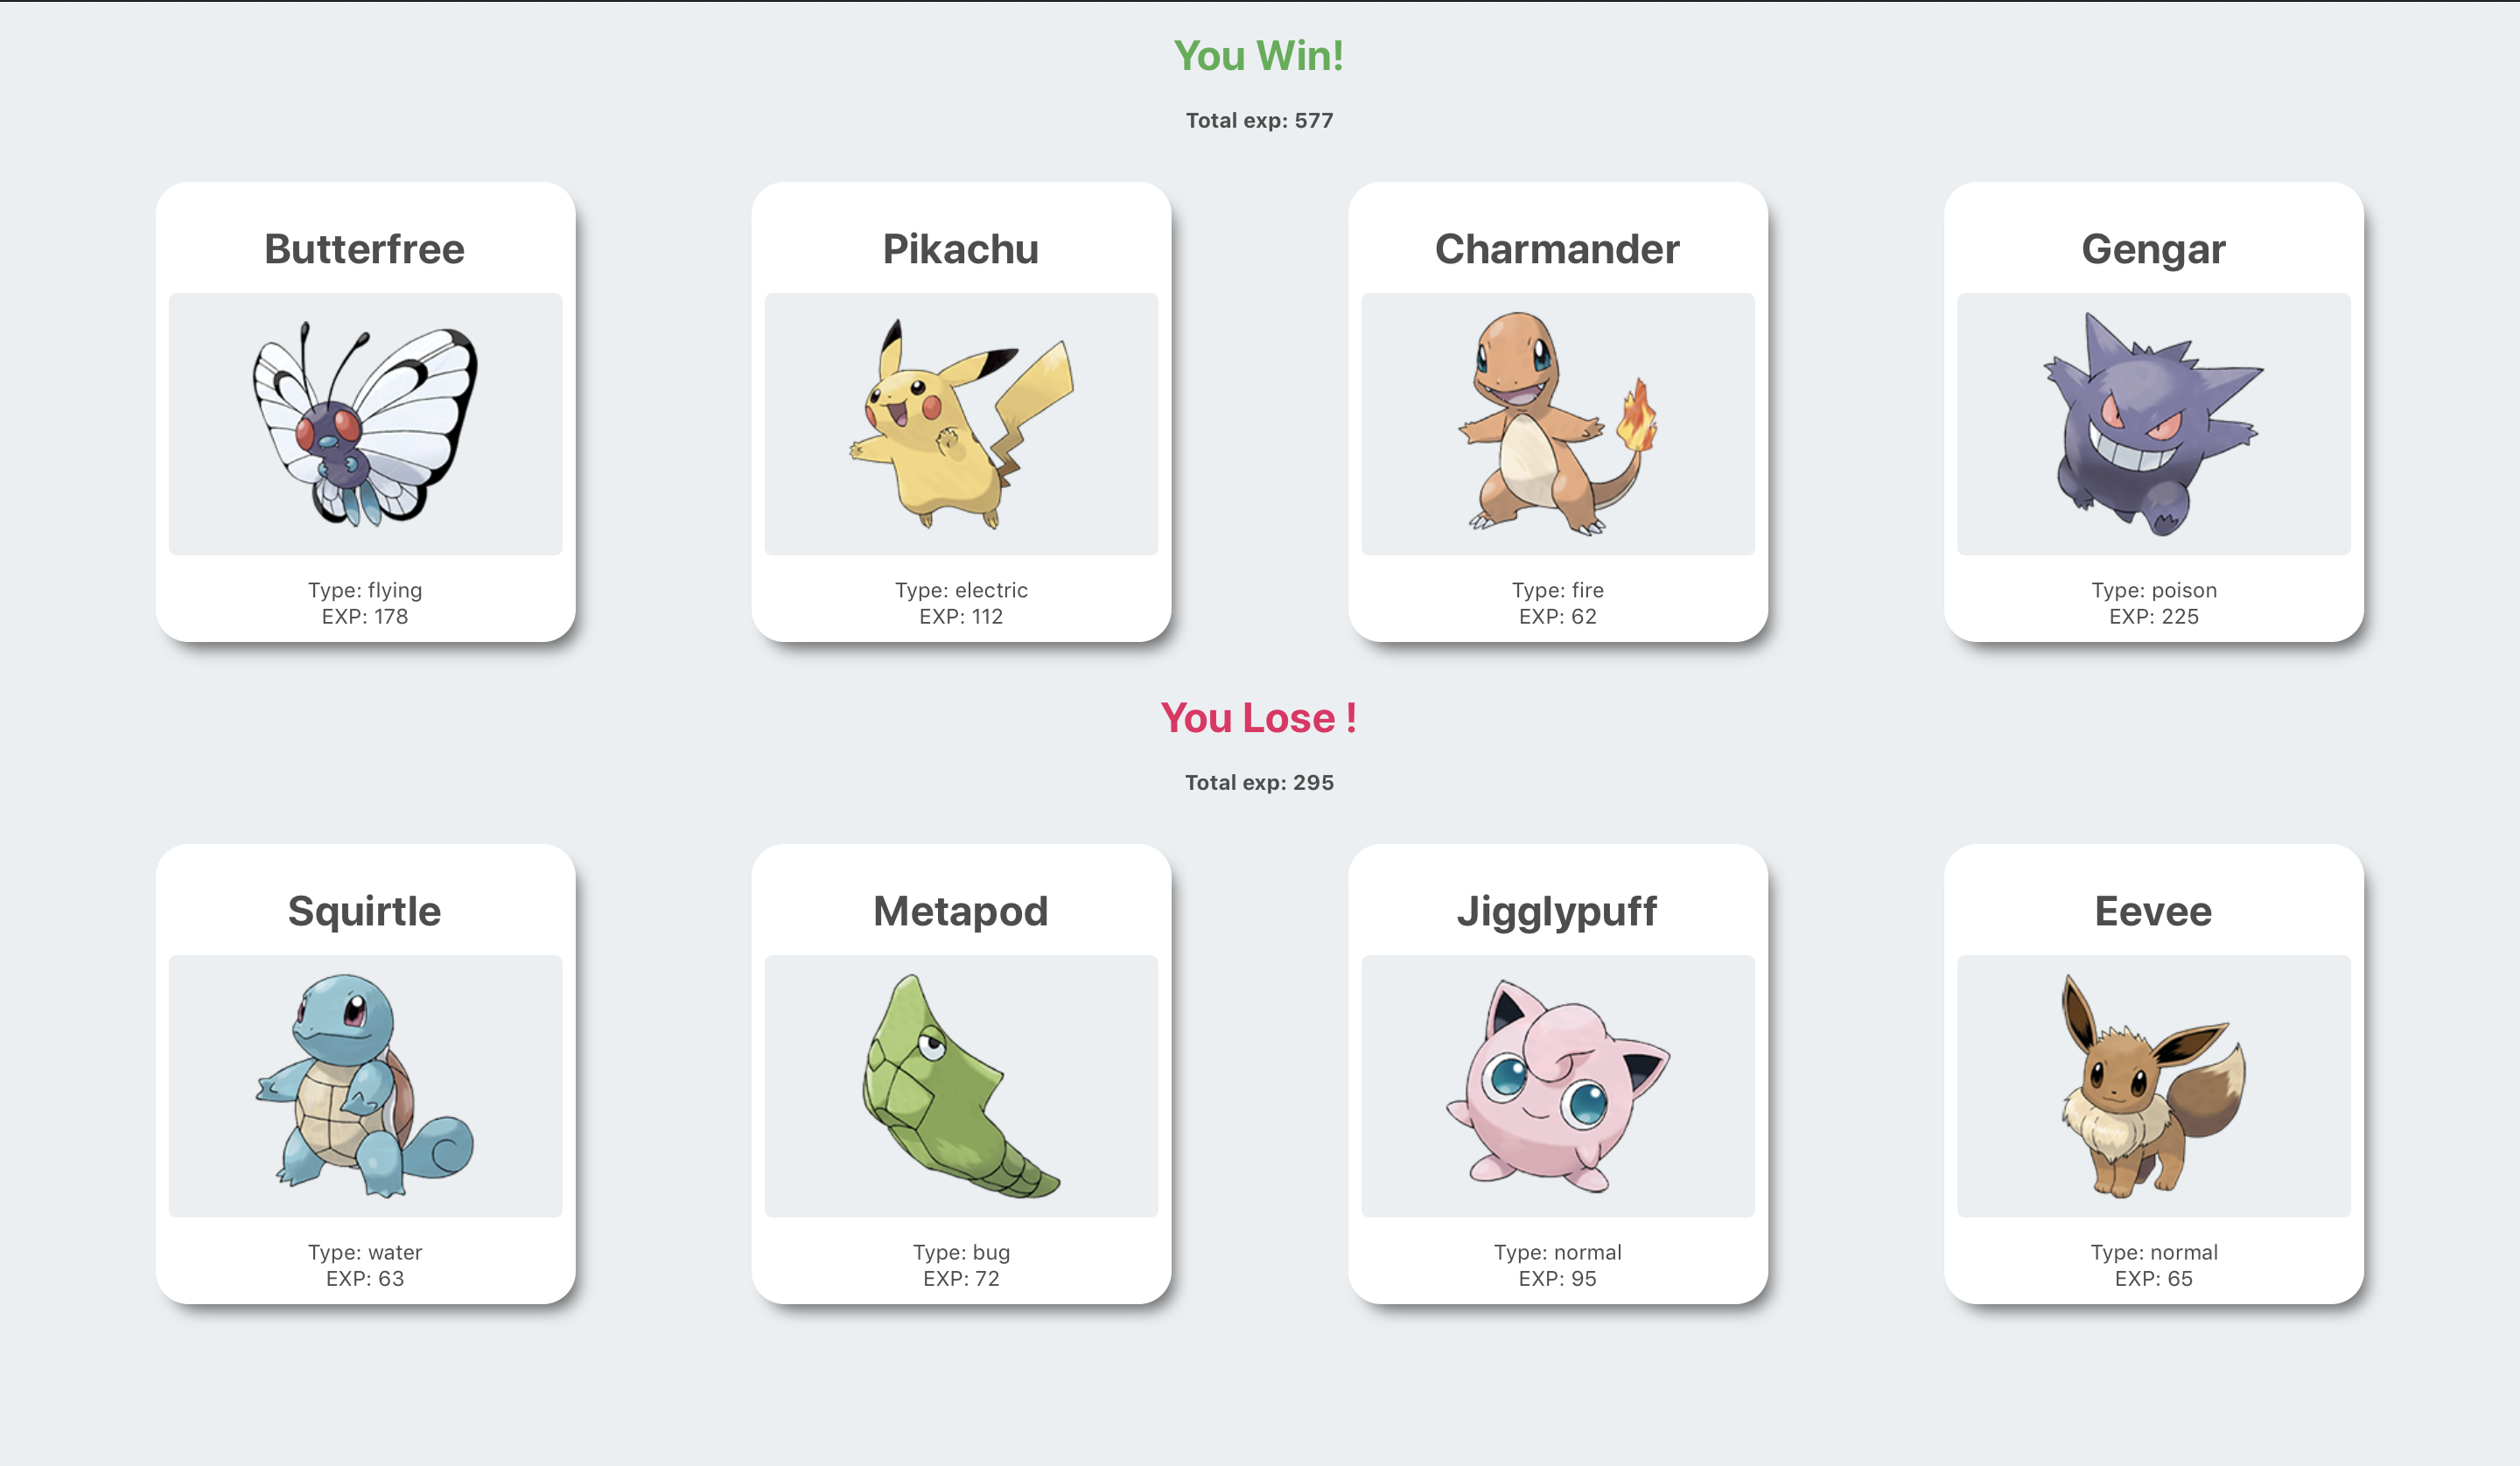 You Win!
Total exp: 577
Butterfree
Pikachu
Charmander
Gengar
Type: flying
EXP: 178
Type: electric
EXP: 112
Type: fire
EXP: 62
Type: poison
EXP: 225
You Lose !
Total exp: 295
Squirtle
Metapod
Jigglypuff
Eevee
Type: water
EXP: 63
Type: bug
EXP: 72
Type: normal
EXP: 95
Type: normal
EXP: 65